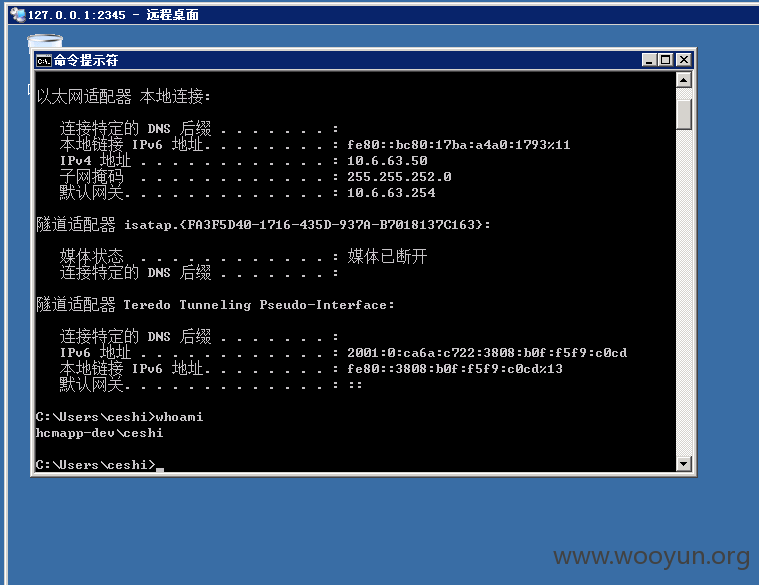 127.0.0.1:2345 - 远程桌面
命令提示符
以太网适配器 本地连接:
连接特定的 DNS 后缀 . . . . . . . :
本地链接 IPv6 地址. . . . . . . . : fe80::bc80:17ba:a4a0:1793%11
IPv4 地址 . . . . . . . . . . . . : 10.6.63.50
子网掩码 . . . . . . . . . . . . : 255.255.252.0
默认网关. . . . . . . . . . . . . : 10.6.63.254
隧道适配器 isatap.{FA3F5D40-1716-435D-937A-B7018137C163}:
媒体状态 . . . . . . . . . . . . : 媒体已断开
连接特定的 DNS 后缀 . . . . . . . :
隧道适配器 Teredo Tunneling Pseudo-Interface:
连接特定的 DNS 后缀 . . . . . . . :
IPv6 地址 . . . . . . . . . . . . : 2001:0:ca6a:c722:3808:b0f:f5f9:c0cd
本地链接 IPv6 地址. . . . . . . . : fe80::3808:b0f:f5f9:c0cd%13
默认网关. . . . . . . . . . . . . : ::
C:\Users\ceshi>whoami
hcmapp-dev\ceshi
C:\Users\ceshi>
www.wooyun.org